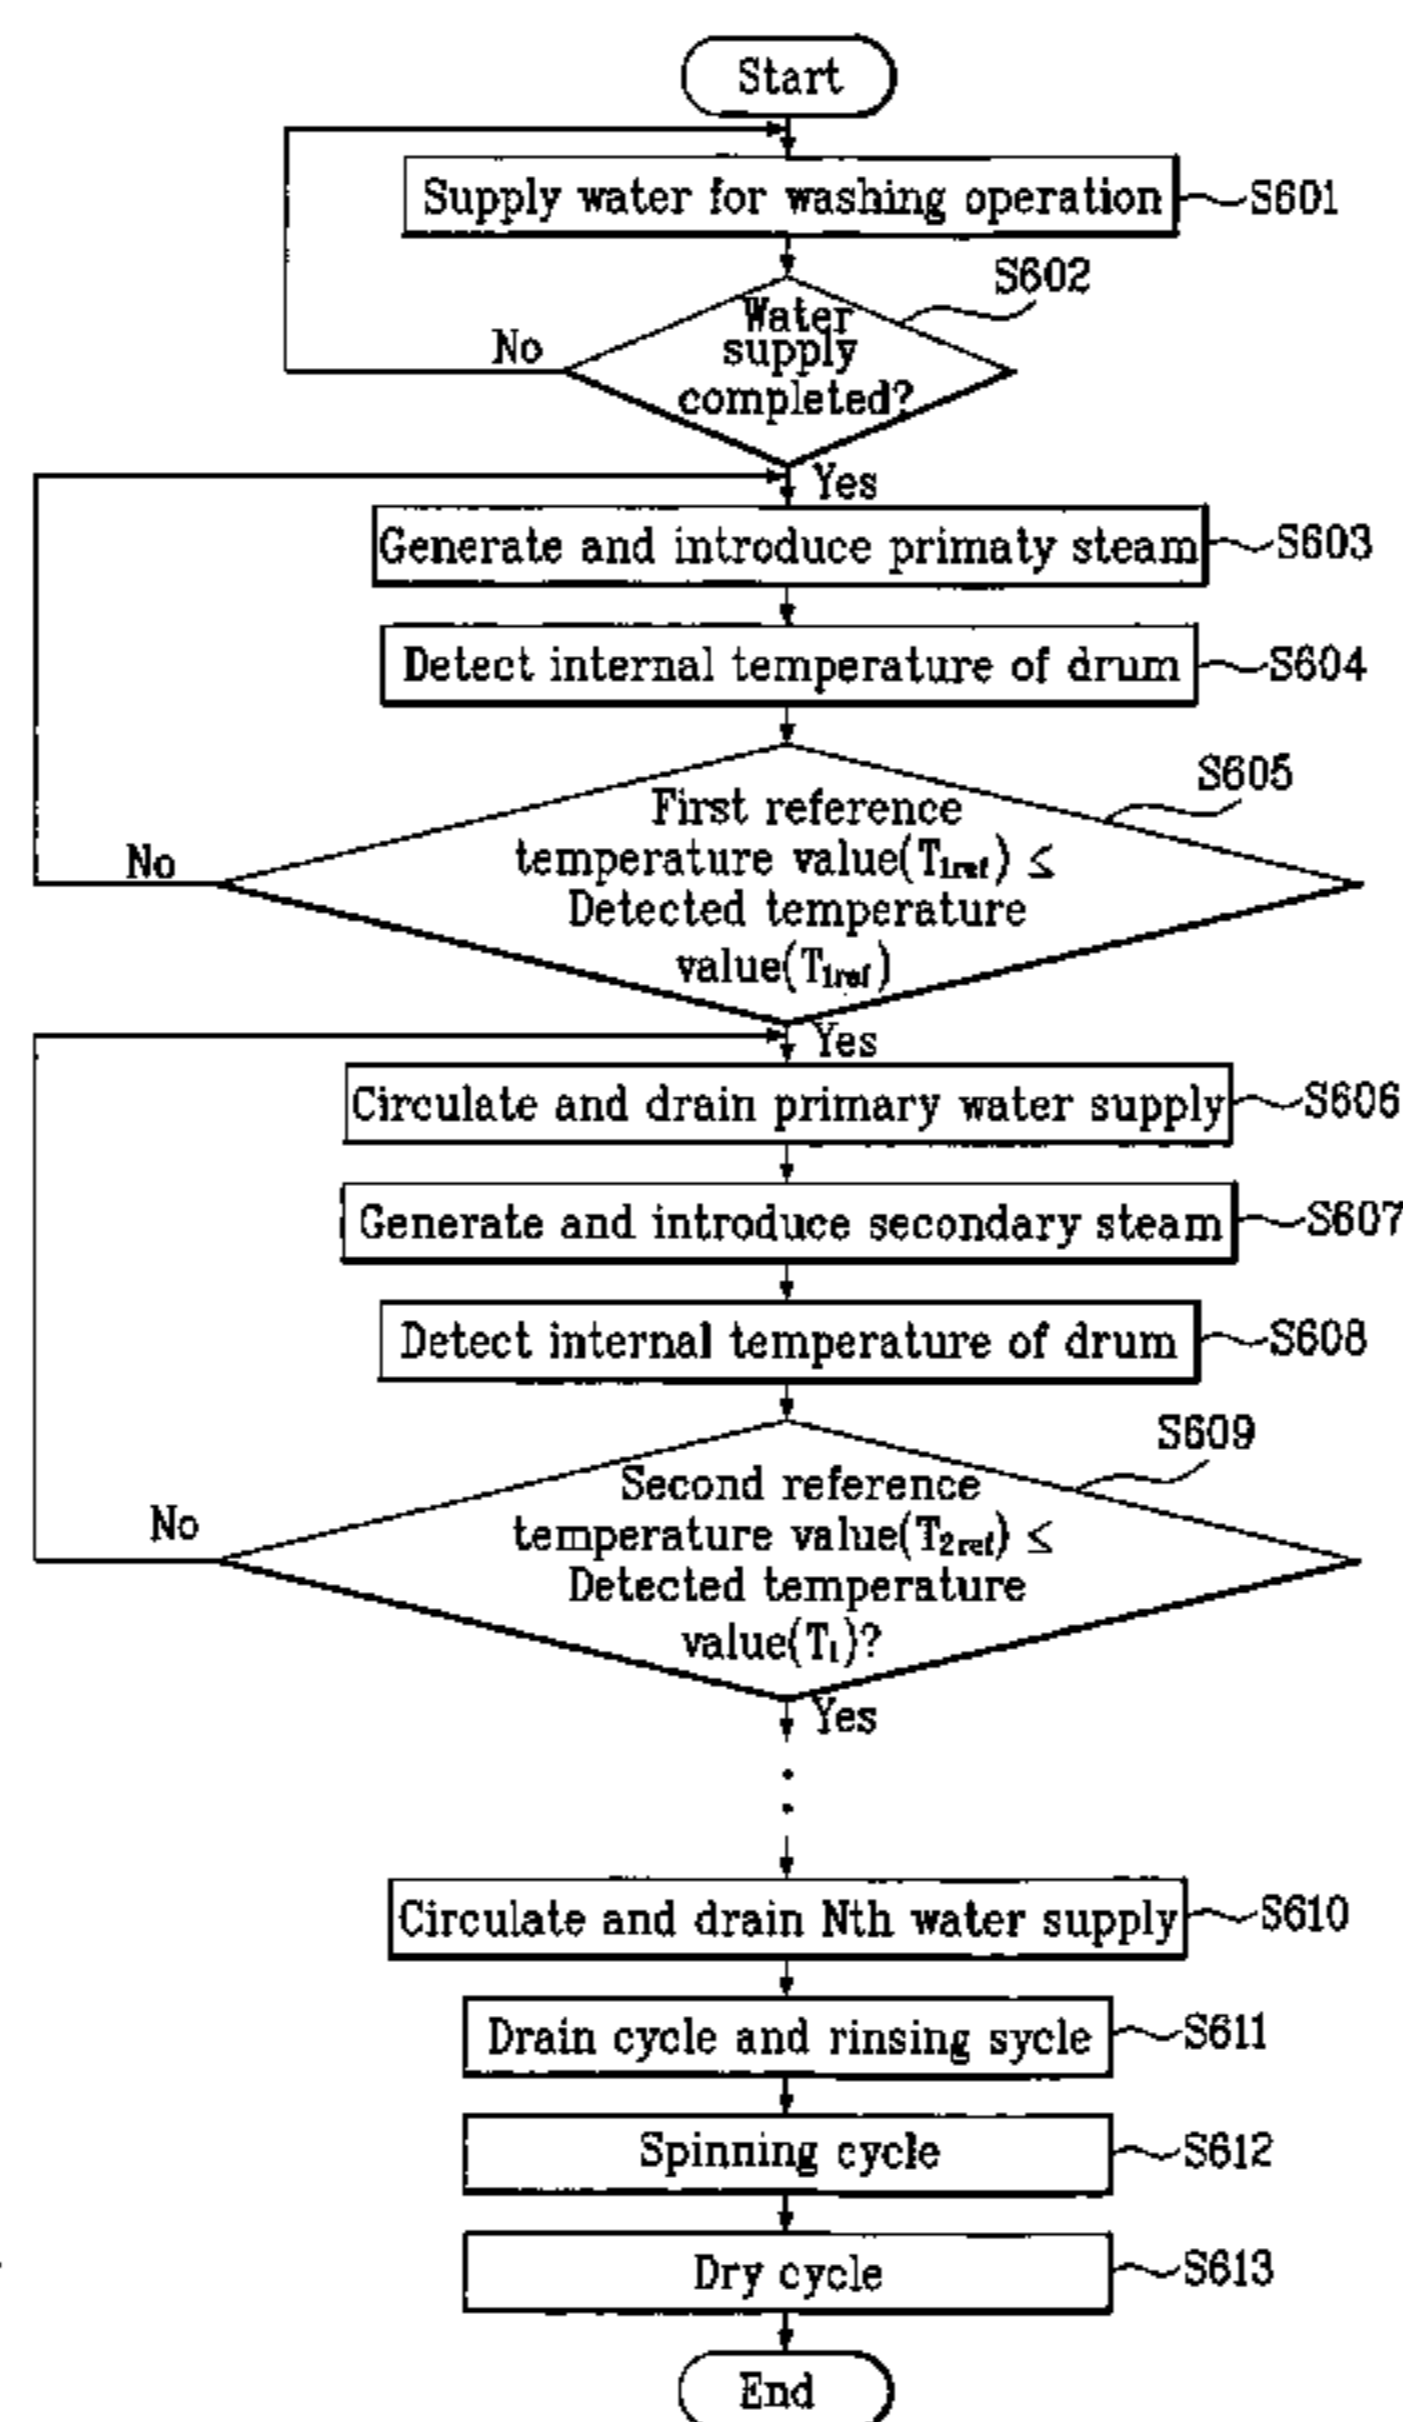 Start
Supply water for washing operation
S601
S602
Water
supply
completed?
No
Yes
Generate and introduce primaty steam
S603
Detect internal temperature of drum
S604
S605
First reference
temperature value(T1ref) ≤
Detected temperature
value(T1ref)
No
Yes
Circulate and drain primary water supply
S606
Generate and introduce secondary steam
S607
Detect internal temperature of drum
S608
S609
Second reference
temperature value(T2ref) ≤
Detected temperature
value(T1)?
No
Yes
Circulate and drain Nth water supply
S610
Drain cycle and rinsing sycle
S611
Spinning cycle
S612
Dry cycle
S613
End